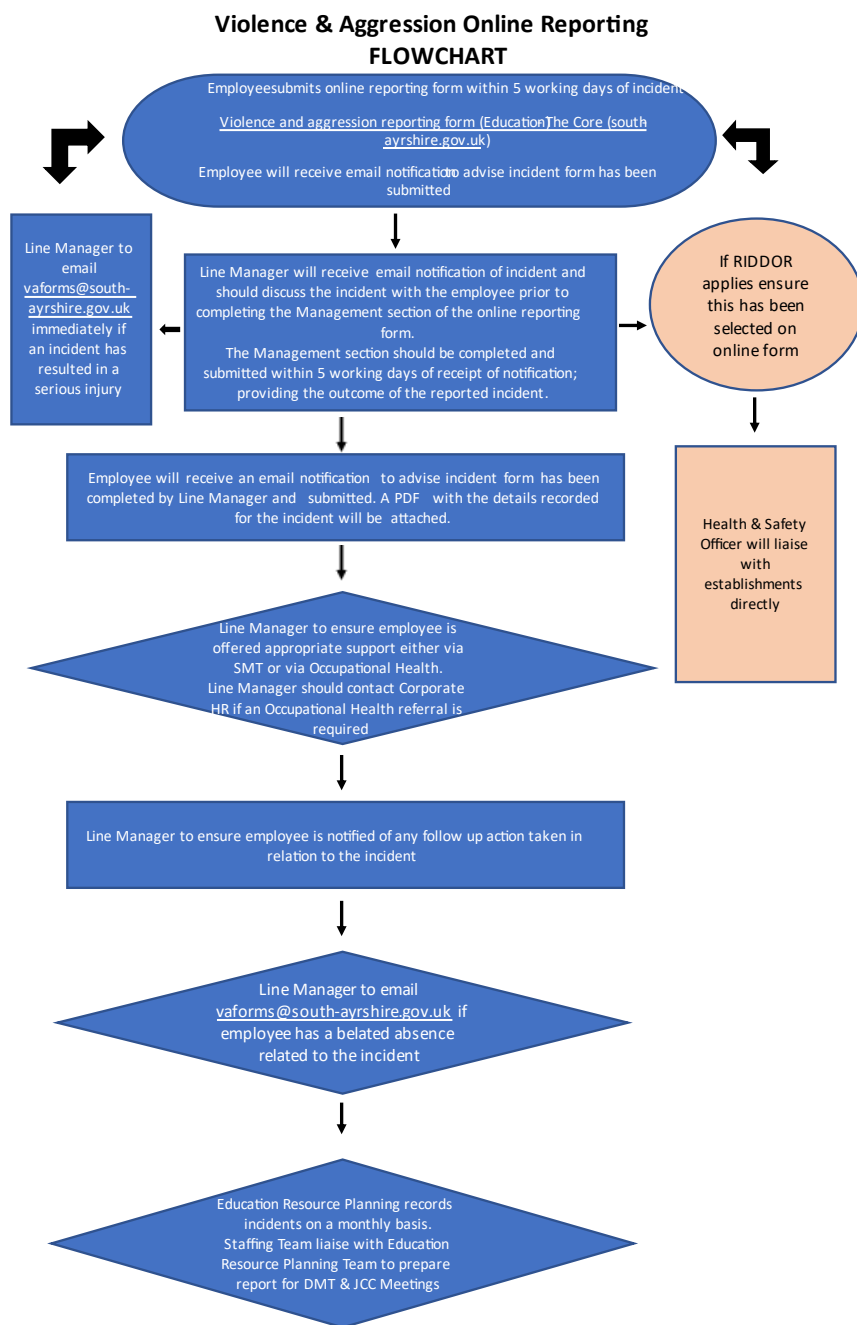 Violence & Aggression Online Reporting
FLOWCHART
Employeesubmits online reporting form within 5 working days of incident
Violence and aggression reporting form (Education)-The Core (south-
ayrshire.gov.uk)
Employee will receive email notification to advise incident form has been
submitted
Line Manager to
email
vaforms@south-
ayrshire.gov.uk
immediately if
an incident has
resulted in a
serious injury
Line Manager will receive email notification of incident and
should discuss the incident with the employee prior to
completing the Management section of the online reporting
form.
The Management section should be completed and
submitted within 5 working days of receipt of notification;
providing the outcome of the reported incident.
If RIDDOR
applies ensure
this has been
selected on
online form
Employee will receive an email notification to advise incident form has been
completed by Line Manager and submitted. A PDF with the details recorded
for the incident will be attached.
Health & Safety
Officer will liaise
with
establishments
directly
Line Manager to ensure employee is
offered appropriate support either via
SMT or via Occupational Health.
Line Manager should contact Corporate
HR if an Occupational Health referral is
required
Line Manager to ensure employee is notified of any follow up action taken in
relation to the incident
Line Manager to email
vaforms@south-ayrshire.gov.uk if
employee has a belated absence
related to the incident
Education Resource Planning records
incidents on a monthly basis.
Staffing Team liaise with Education
Resource Planning Team to prepare
report for DMT & JCC Meetings